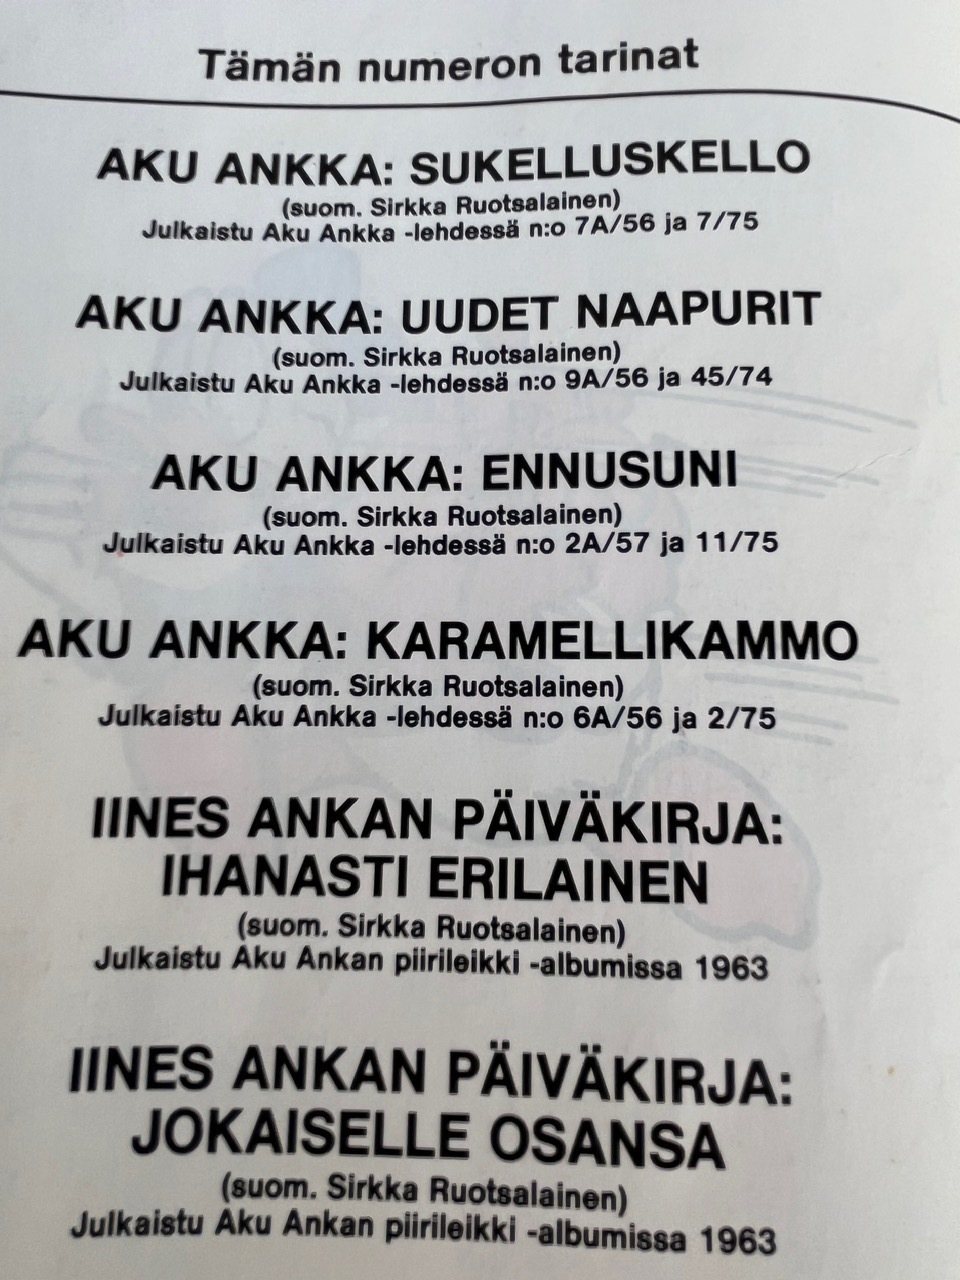 Tämän numeron tarinat
AKU ANKKA: SUKELLUSKELLO
(suom. Sirkka Ruotsalainen)
Julkaistu Aku Ankka -lehdessä n:o 7A/56 ja 7/75
AKU ANKKA: UUDET NAAPURIT
(suom. Sirkka Ruotsalainen)
Julkaistu Aku Ankka -lehdessä n:o 9A/56 ja 45/74
AKU ANKKA: ENNUSUNI
(suom. Sirkka Ruotsalainen)
Julkaistu Aku Ankka -lehdessä n:o 2A/57 ja 11/75
AKU ANKKA: KARAMELLIKAMMO
(suom. Sirkka Ruotsalainen)
Julkaistu Aku Ankka -lehdessä n:o 6A/56 ja 2/75
IINES ANKAN PÄIVÄKIRJA:
IHANASTI ERILAINEN
(suom. Sirkka Ruotsalainen)
Julkaistu Aku Ankan piirileikki -albumissa 1963
IINES ANKAN PÄIVÄKIRJA:
JOKAISELLE OSANSA
(suom. Sirkka Ruotsalainen)
Julkaistu Aku Ankan piirileikki -albumissa 1963